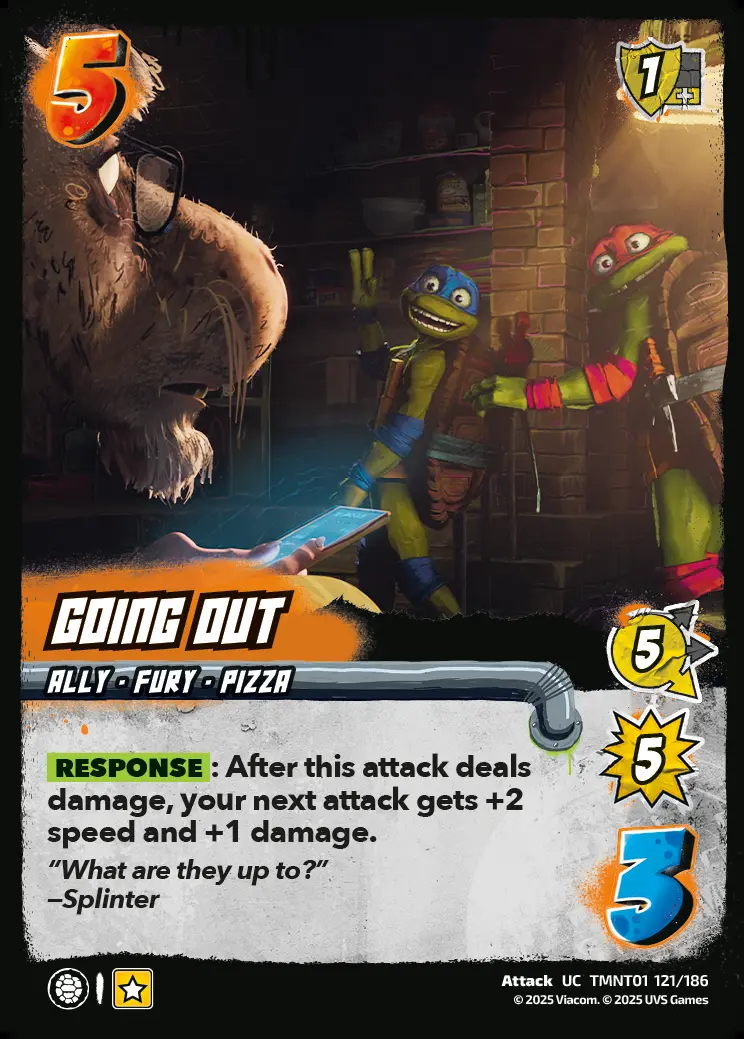 5
1
GOING OUT
ALLY • FURY • PIZZA
5
5
3
RESPONSE : After this attack deals
damage, your next attack gets +2
speed and +1 damage.
“What are they up to?”
—Splinter
Attack UC TMNT01 121/186
© 2025 Viacom. © 2025 UVS Games